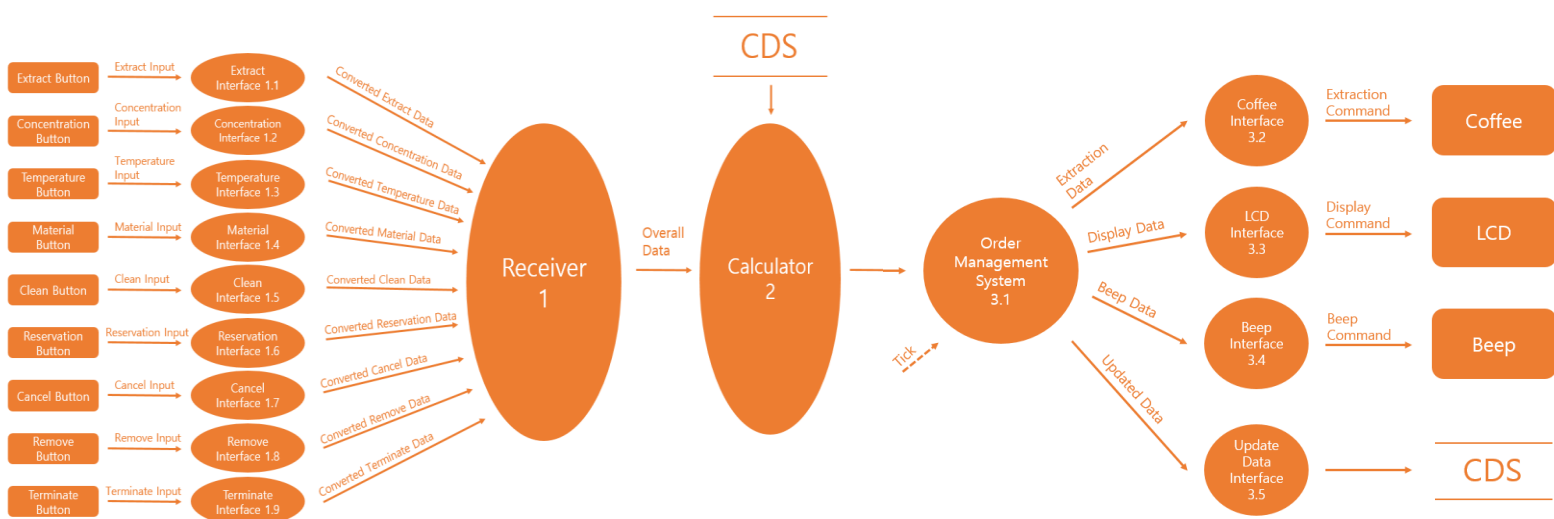 CDS
Extract Button
Extract Input
Extract
Interface 1.1
Converted Extract Data
Concentration
Button
Concentration
Input
Concentration
Interface 1.2
Converted Concentration Data
Temperature
Button
Temperature
Input
Temperature
Interface 1.3
Converted Temperature Data
Material
Button
Material Input
Material
Interface 1.4
Converted Material Data
Clean Button
Clean Input
Clean
Interface 1.5
Converted Clean Data
Reservation
Button
Reservation Input
Reservation
Interface 1.6
Converted Reservation Data
Cancel Button
Cancel Input
Cancel
Interface 1.7
Converted Cancel Data
Remove
Button
Remove Input
Remove
Interface 1.8
Converted Remove Data
Terminate
Button
Terminate Input
Terminate
Interface 1.9
Converted Terminate Data
Receiver
1
Overall
Data
Calculator
2
Tick
Order
Management
System
3.1
Extraction
Data
Coffee
Interface
3.2
Extraction
Command
Coffee
Display Data
LCD
Interface
3.3
Display
Command
LCD
Beep Data
Beep
Interface
3.4
Beep
Command
Beep
Updated Data
Update
Data
Interface
3.5
CDS